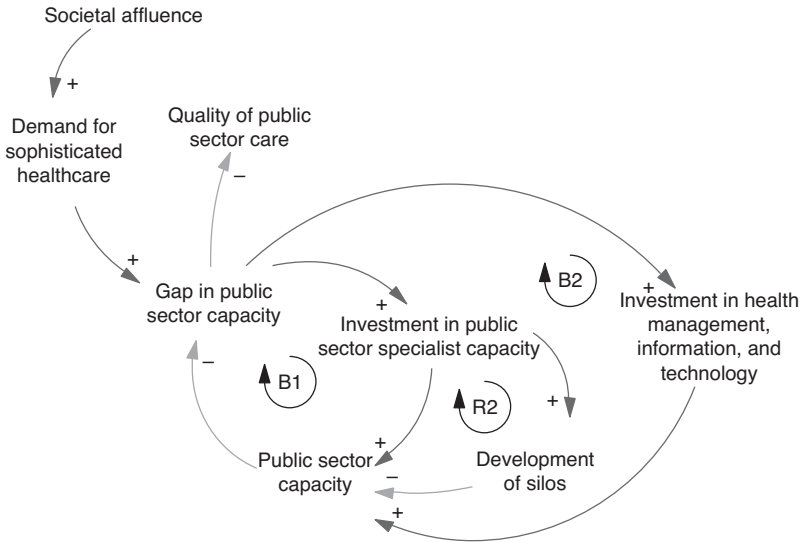 Societal affluence
+
Demand for
sophisticated
healthcare
Quality of public
sector care
–
+
Gap in public
sector capacity
+
Investment in public
sector specialist capacity
B2
+
Investment in health
management,
information, and
technology
–
B1
R2
+
+
Public sector
capacity
–
Development
of silos
+